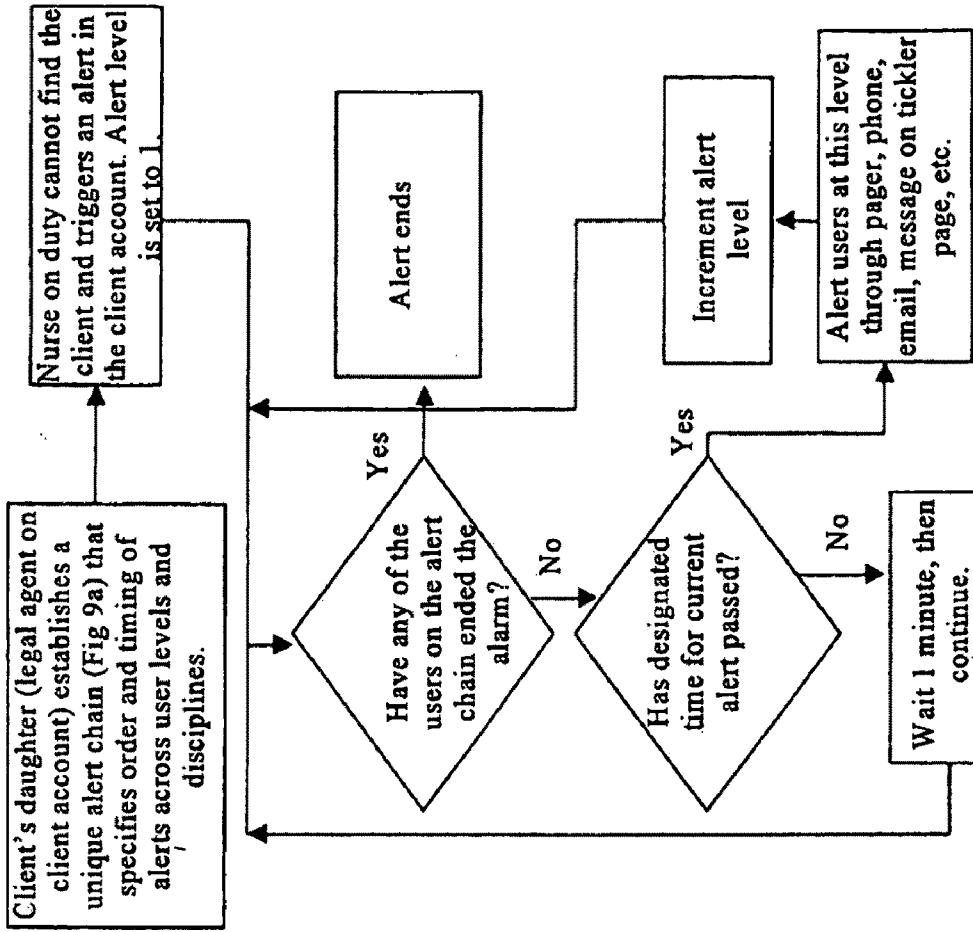 Client's daughter (legal agent on
client account) establishes a
unique alert chain (Fig 9a) that
specifies order and timing of
alerts across user levels and
disciplines.
Nurse on duty cannot find the
client and triggers an alert in
the client account. Alert level
is set to 1.
Have any of the
users on the alert
chain ended the
alarm?
Yes
Alert ends
No
Has designated
time for current
alert passed?
Yes
Increment alert
level
No
Wait 1 minute, then
continue.
Alert users at this level
through pager, phone,
email, message on tickler
page, etc.